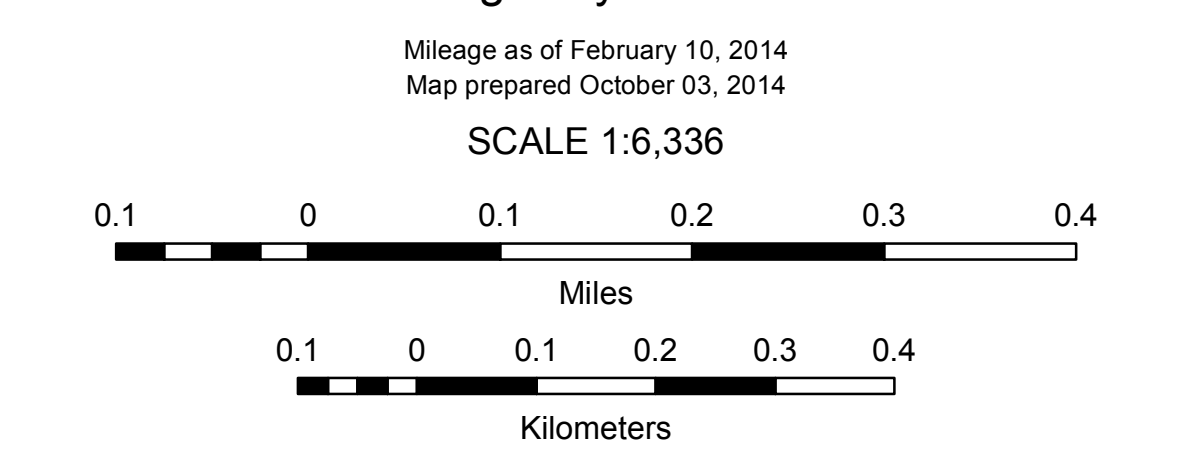 Mileage as of February 10, 2014
Map prepared October 03, 2014
SCALE 1:6,336
0.1 0 0.1 0.2 0.3 0.4
Miles
0.1 0 0.1 0.2 0.3 0.4
Kilometers